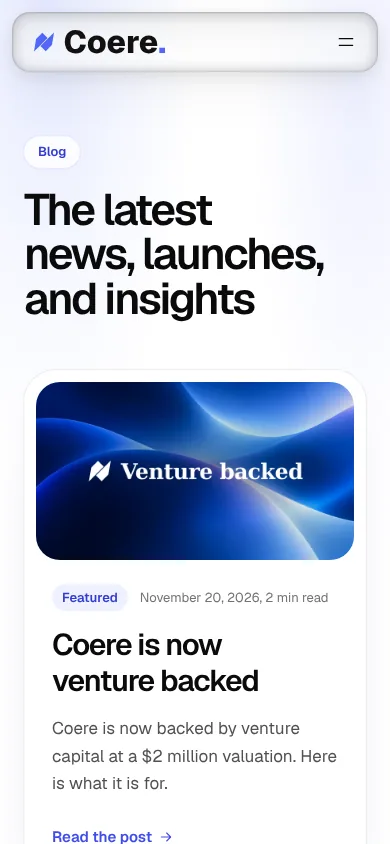 Coere.
Blog
The latest
news, launches,
and insights
Venture backed
Featured
November 20, 2026, 2 min read
Coere is now
venture backed
Coere is now backed by venture
capital at a $2 million valuation. Here
is what it is for.
Read the post →